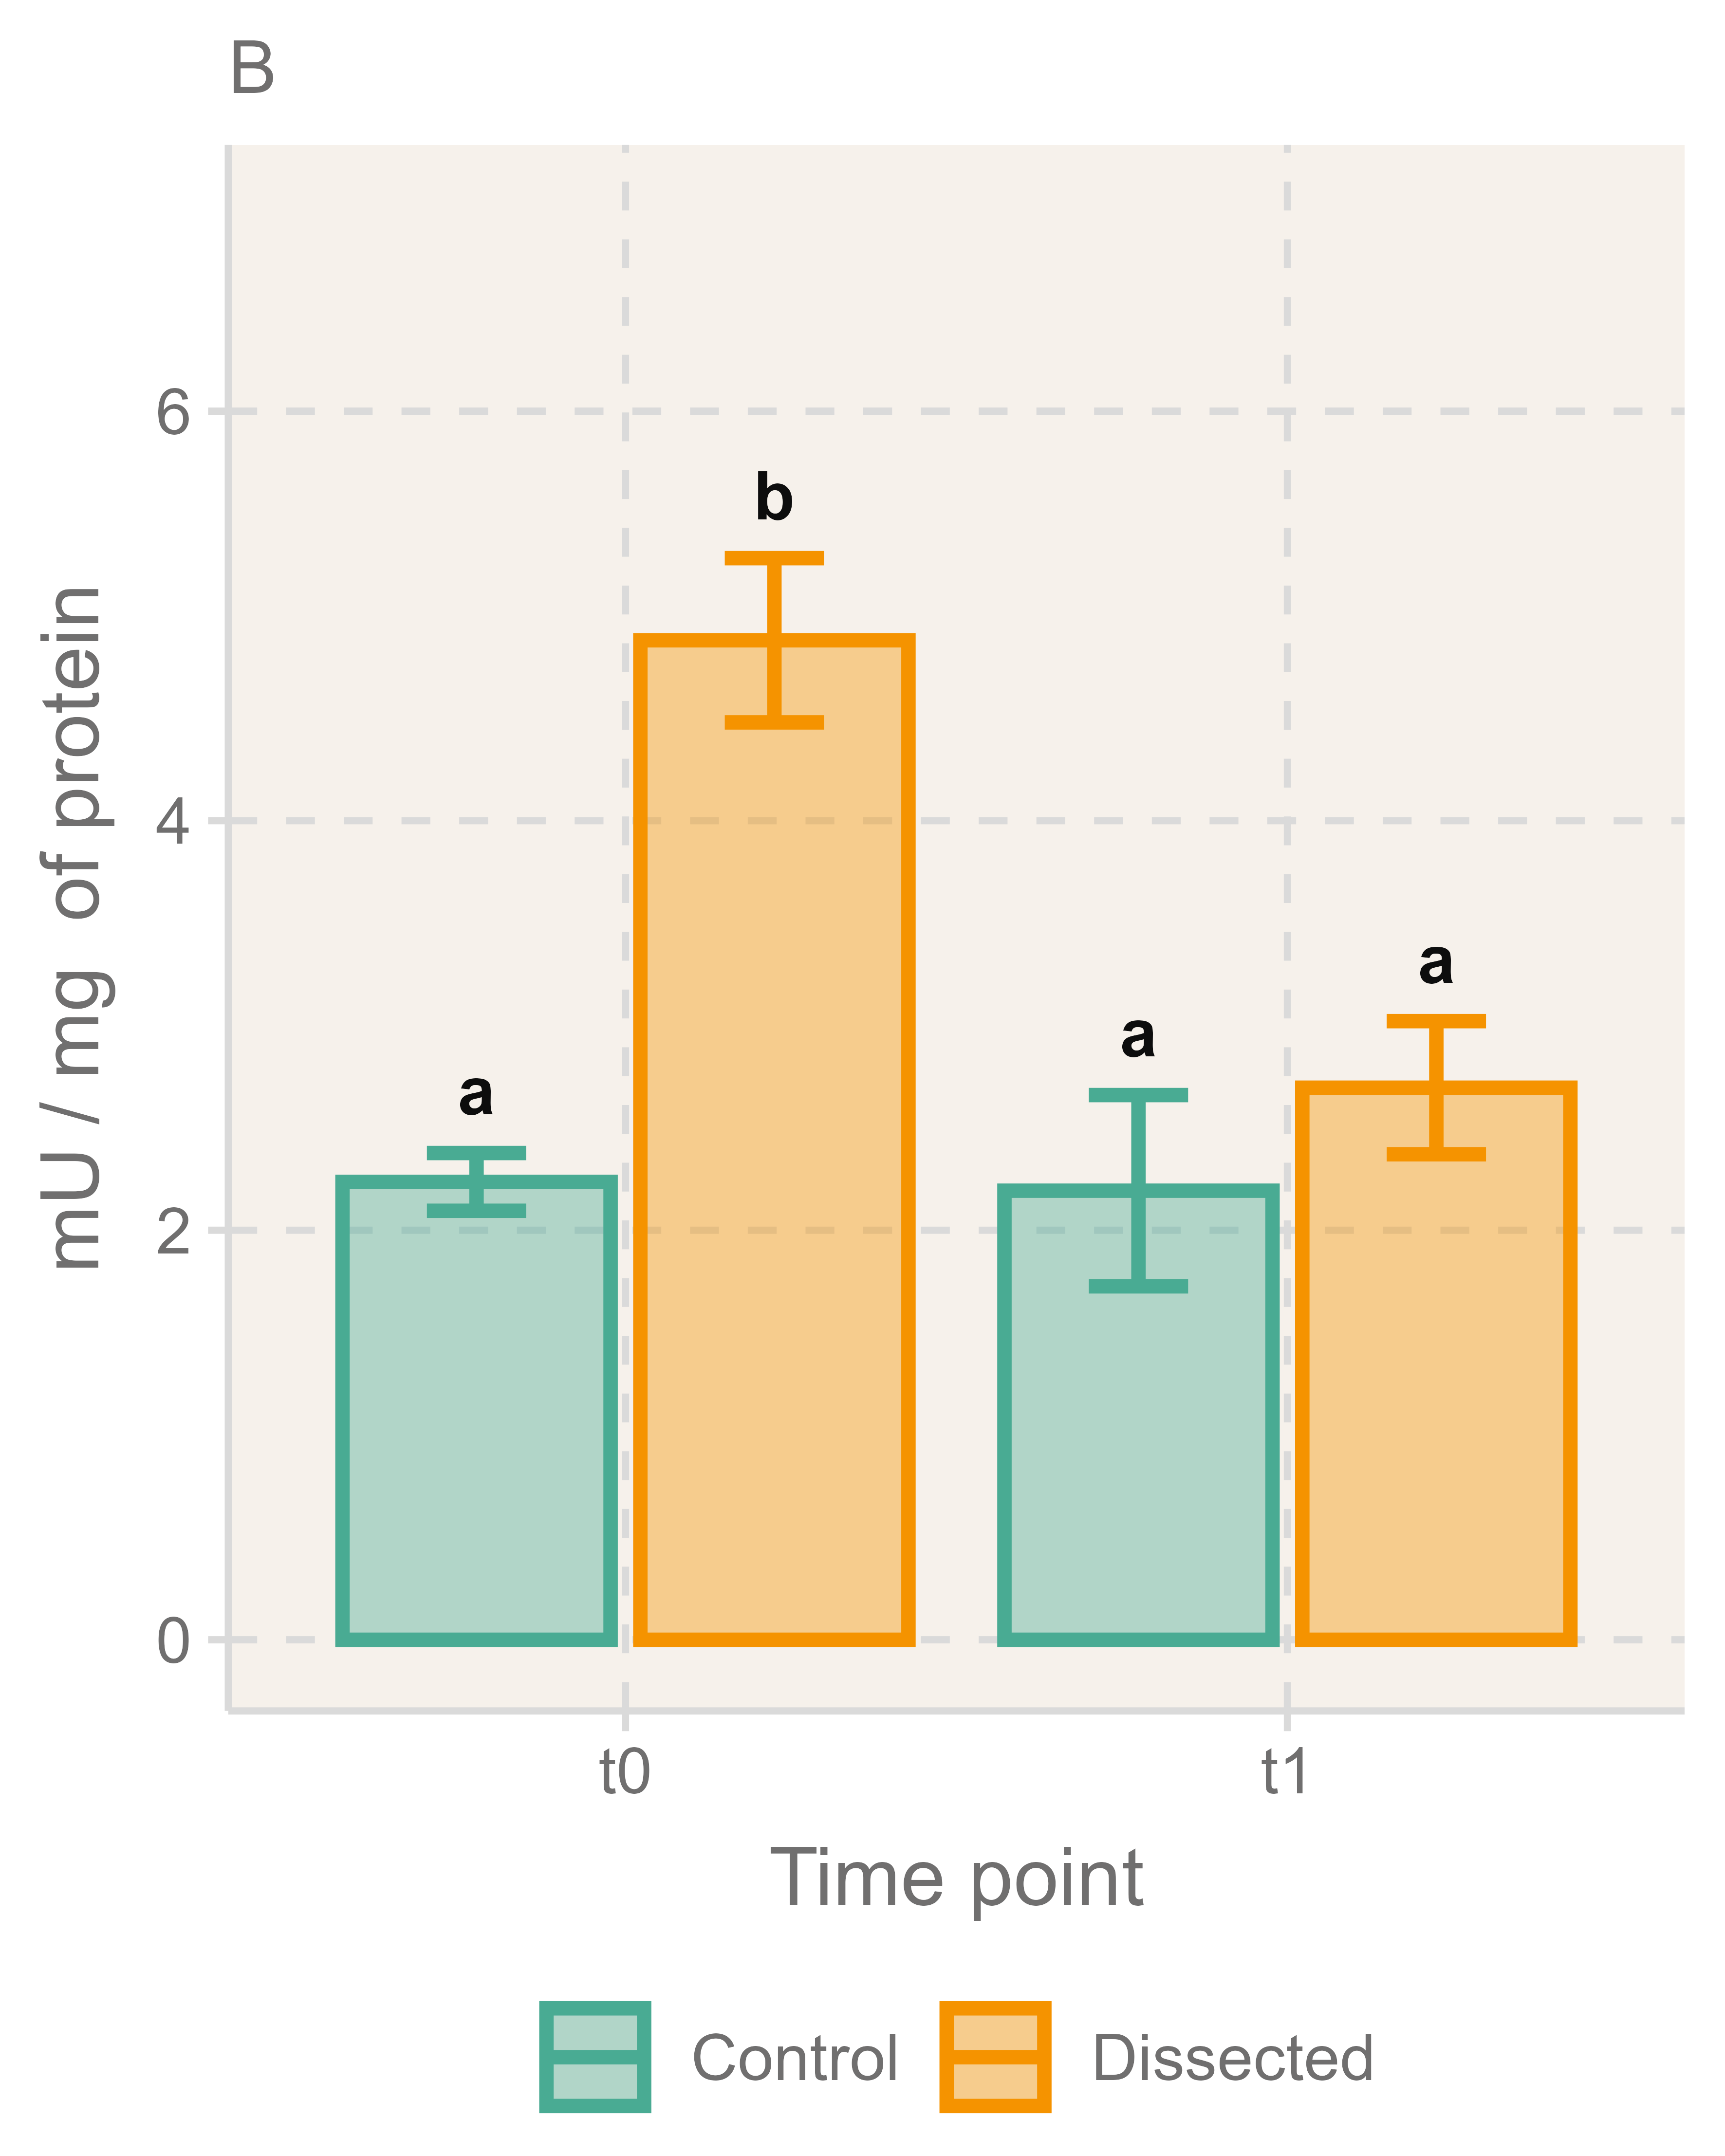 B
mU / mg of protein
6
4
2
0
b
a
a
a
t0
t1
Time point
Control
Dissected